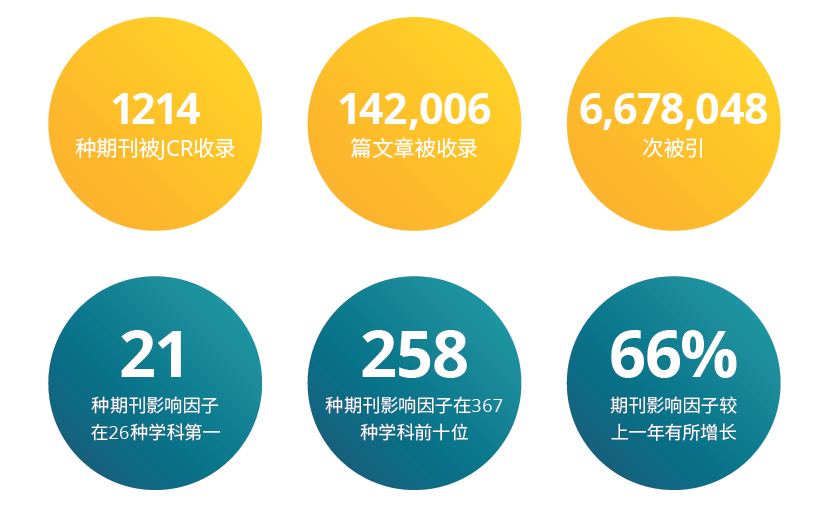 1214
种期刊被JCR收录
142,006
篇文章被收录
6,678,048
次被引
21
种期刊影响因子
在26种学科第一
258
种期刊影响因子在367
种学科前十位
66%
期刊影响因子较
上一年有所增长